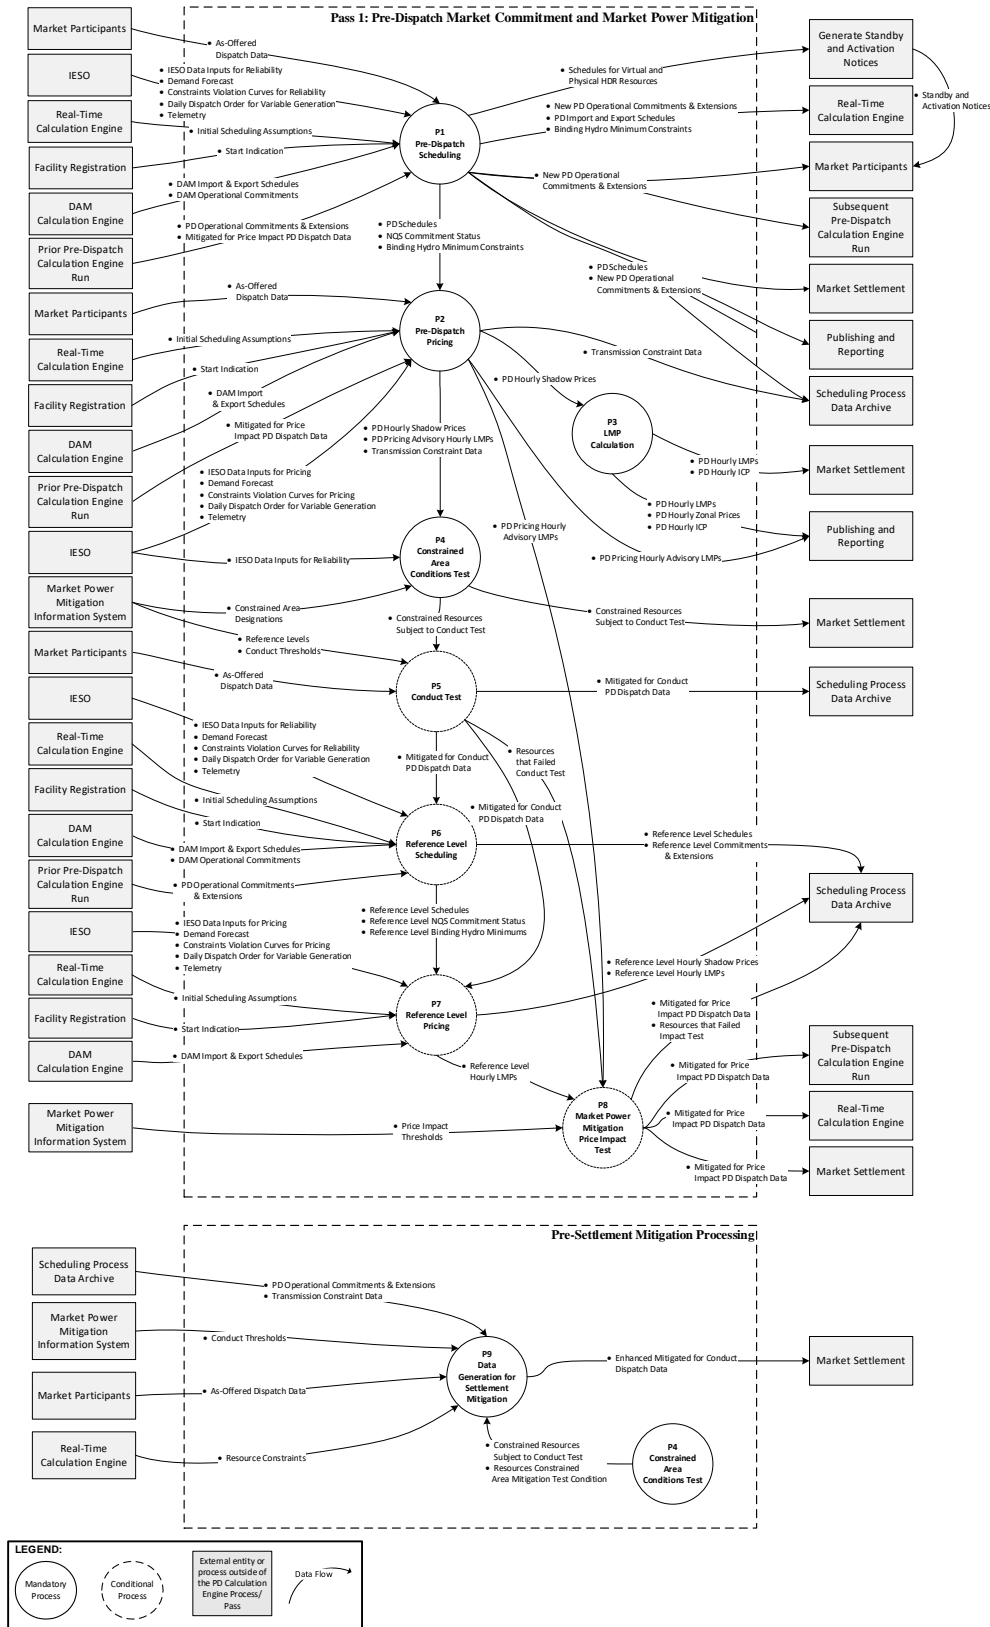 Pass 1: Pre-Dispatch Market Commitment and Market Power Mitigation
Market Participants
• As-Offered
Dispatch Data
IESO
• IESO Data Inputs for Reliability
• Demand Forecast
• Constraints Violation Curves for Reliability
• Daily Dispatch Order for Variable Generation
• Telemetry
Real-Time
Calculation Engine
• Initial Scheduling Assumptions
Facility Registration
• Start Indication
DAM
Calculation Engine
• DAM Import & Export Schedules
• DAM Operational Commitments
Prior Pre-Dispatch
Calculation Engine
Run
• PD Operational Commitments & Extensions
• Mitigated for Price Impact PD Dispatch Data
P1
Pre-Dispatch
Scheduling
• Schedules for Virtual and
Physical HDR Resources
Generate Standby
and Activation
Notices
• Standby and
Activation Notices
• New PD Operational Commitments & Extensions
• PD Import and Export Schedules
• Binding Hydro Minimum Constraints
Real-Time
Calculation Engine
Market Participants
• New PD Operational
Commitments & Extensions
Subsequent
Pre-Dispatch
Calculation Engine
Run
• PD Schedules
• NQS Commitment Status
• Binding Hydro Minimum Constraints
• PD Schedules
• New PD Operational
Commitments & Extensions
Market Settlement
Publishing and
Reporting
Scheduling Process
Data Archive
Market Participants
• As-Offered
Dispatch Data
Real-Time
Calculation Engine
• Initial Scheduling Assumptions
Facility Registration
• Start Indication
DAM
Calculation Engine
• DAM Import
& Export Schedules
Prior Pre-Dispatch
Calculation Engine
Run
• Mitigated for Price
Impact PD Dispatch Data
IESO
• IESO Data Inputs for Pricing
• Demand Forecast
• Constraints Violation Curves for Pricing
• Daily Dispatch Order for Variable Generation
• Telemetry
P2
Pre-Dispatch
Pricing
• Transmission Constraint Data
• PD Hourly Shadow Prices
P3
LMP
Calculation
• PD Hourly Shadow Prices
• PD Pricing Advisory Hourly LMPs
• Transmission Constraint Data
• PD Hourly LMPs
• PD Hourly ICP
Market Settlement
• PD Hourly LMPs
• PD Hourly Zonal Prices
• PD Hourly ICP
Publishing and
Reporting
• PD Pricing Hourly
Advisory LMPs
• PD Pricing Hourly Advisory LMPs
• IESO Data Inputs for Reliability
P4
Constrained
Area
Conditions Test
Market Power
Mitigation
Information System
• Constrained Area
Designations
• Reference Levels
• Conduct Thresholds
• Constrained Resources
Subject to Conduct Test
• Constrained Resources
Subject to Conduct Test
Market Settlement
Market Participants
• As-Offered
Dispatch Data
P5
Conduct Test
• Mitigated for Conduct
PD Dispatch Data
Scheduling Process
Data Archive
IESO
• IESO Data Inputs for Reliability
• Demand Forecast
• Constraints Violation Curves for Reliability
• Daily Dispatch Order for Variable Generation
• Telemetry
• Mitigated for Conduct
PD Dispatch Data
• Resources
that Failed
Conduct Test
• Mitigated for Conduct
PD Dispatch Data
Real-Time
Calculation Engine
• Initial Scheduling Assumptions
Facility Registration
• Start Indication
DAM
Calculation Engine
• DAM Import & Export Schedules
• DAM Operational Commitments
Prior Pre-Dispatch
Calculation Engine
Run
• PD Operational Commitments
& Extensions
P6
Reference Level
Scheduling
• Reference Level Schedules
• Reference Level Commitments
& Extensions
Scheduling Process
Data Archive
• Reference Level Schedules
• Reference Level NQS Commitment Status
• Reference Level Binding Hydro Minimums
IESO
• IESO Data Inputs for Pricing
• Demand Forecast
• Constraints Violation Curves for Pricing
• Daily Dispatch Order for Variable Generation
• Telemetry
Real-Time
Calculation Engine
• Initial Scheduling Assumptions
Facility Registration
• Start Indication
DAM
Calculation Engine
• DAM Import & Export Schedules
P7
Reference Level
Pricing
• Reference Level Hourly Shadow Prices
• Reference Level Hourly LMPs
• Reference Level
Hourly LMPs
• Mitigated for Price
Impact PD Dispatch Data
• Resources that Failed
Impact Test
Market Power
Mitigation
Information System
• Price Impact
Thresholds
P8
Market Power
Mitigation
Price Impact
Test
• Mitigated for Price
Impact PD Dispatch Data
Subsequent
Pre-Dispatch
Calculation Engine
Run
• Mitigated for Price
Impact PD Dispatch Data
Real-Time
Calculation Engine
• Mitigated for Price
Impact PD Dispatch Data
Market Settlement
Pre-Settlement Mitigation Processing
Scheduling Process
Data Archive
• PD Operational Commitments & Extensions
• Transmission Constraint Data
Market Power
Mitigation
Information System
• Conduct Thresholds
Market Participants
• As-Offered Dispatch Data
Real-Time
Calculation Engine
• Resource Constraints
P9
Data
Generation for
Settlement
Mitigation
• Enhanced Mitigated for Conduct
Dispatch Data
Market Settlement
• Constrained Resources
Subject to Conduct Test
• Resources Constrained
Area Mitigation Test Condition
P4
Constrained
Area
Conditions Test
LEGEND:
Mandatory
Process
Conditional
Process
External entity or
process outside of
the PD Calculation
Engine Process/
Pass
Data Flow